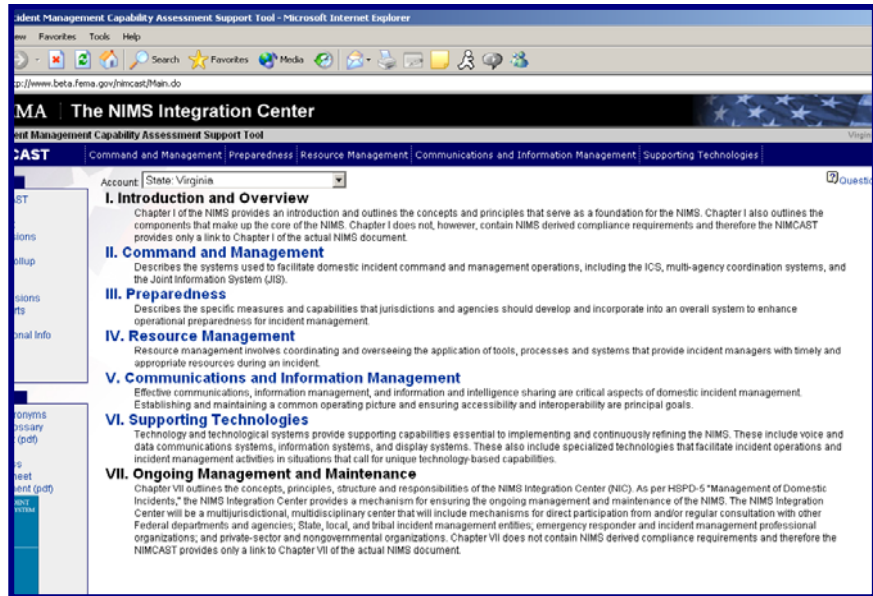 cident Management Capability Assessment Support Tool - Microsoft Internet Explorer
ew Favorites Tools Help
Search Favorites Media
tp://www.beta.fema.gov/nimcast/Main.do
MA The NIMS Integration Center
ent Management Capability Assessment Support Tool Virgin
CAST Command and Management Preparedness Resource Management Communications and Information Management Supporting Technologies
Account: State: Virginia Questio
I. Introduction and Overview
Chapter I of the NIMS provides an introduction and outlines the concepts and principles that serve as a foundation for the NIMS. Chapter I also outlines the
components that make up the core of the NIMS. Chapter I does not, however, contain NIMS derived compliance requirements and therefore the NIMCAST
provides only a link to Chapter I of the actual NIMS document.
II. Command and Management
Describes the systems used to facilitate domestic incident command and management operations, including the ICS, multi-agency coordination systems, and
the Joint Information System (JIS).
III. Preparedness
Describes the specific measures and capabilities that jurisdictions and agencies should develop and incorporate into an overall system to enhance
operational preparedness for incident management.
IV. Resource Management
Resource management involves coordinating and overseeing the application of tools, processes and systems that provide incident managers with timely and
appropriate resources during an incident.
V. Communications and Information Management
Effective communications, information management, and information and intelligence sharing are critical aspects of domestic incident management.
Establishing and maintaining a common operating picture and ensuring accessibility and interoperability are principal goals.
VI. Supporting Technologies
Technology and technological systems provide supporting capabilities essential to implementing and continuously refining the NIMS. These include voice and
data communications systems, information systems, and display systems. These also include specialized technologies that facilitate incident operations and
incident management activities in situations that call for unique technology-based capabilities.
VII. Ongoing Management and Maintenance
Chapter VII outlines the concepts, principles, structure and responsibilities of the NIMS Integration Center (NIC). As per HSPD-5 "Management of Domestic
Incidents," the NIMS Integration Center provides a mechanism for ensuring the ongoing management and maintenance of the NIMS. The NIMS Integration
Center will be a multijurisdictional, multidisciplinary center that will include mechanisms for direct participation from and/or regular consultation with other
Federal departments and agencies; State, local, and tribal incident management entities; emergency responder and incident management professional
organizations; and private-sector and nongovernmental organizations. Chapter VII does not contain NIMS derived compliance requirements and therefore the
NIMCAST provides only a link to Chapter VII of the actual NIMS document.
AST
sions
ollup
sions
rts
onal Info
ronyms
ossary
(pdf)
s
heet
ent (pdf)